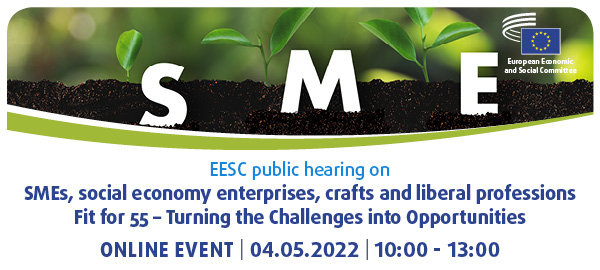 SME
European Economic
and Social Committee
EESC public hearing on
SMEs, social economy enterprises, crafts and liberal professions
Fit for 55 – Turning the Challenges into Opportunities
ONLINE EVENT | 04.05.2022 | 10:00 - 13:00